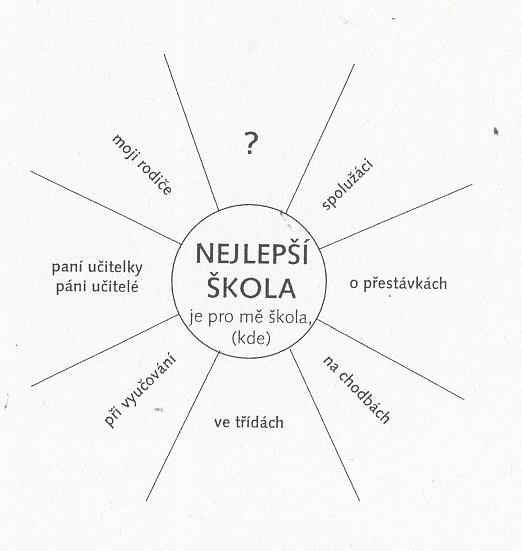 ?
spolužáci
o přestávkách
na chodbách
ve třídách
při vyučování
paní učitelky
páni učitelé
moji rodiče
NEJLEPŠÍ
ŠKOLA
je pro mě škola,
(kde)